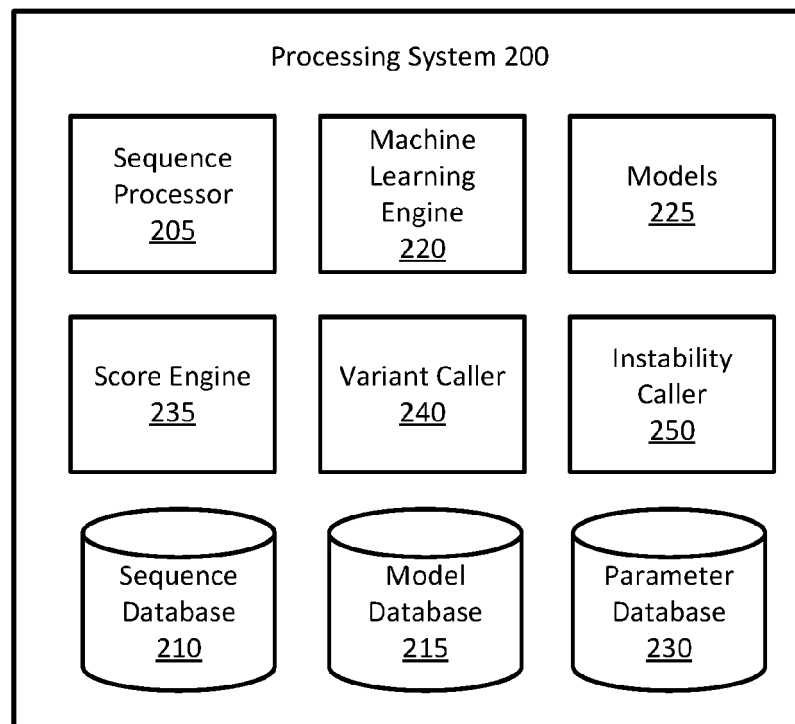 Processing System 200
Sequence
Processor
205
Machine
Learning
Engine
220
Models
225
Score Engine
235
Variant Caller
240
Instability
Caller
250
Sequence
Database
210
Model
Database
215
Parameter
Database
230